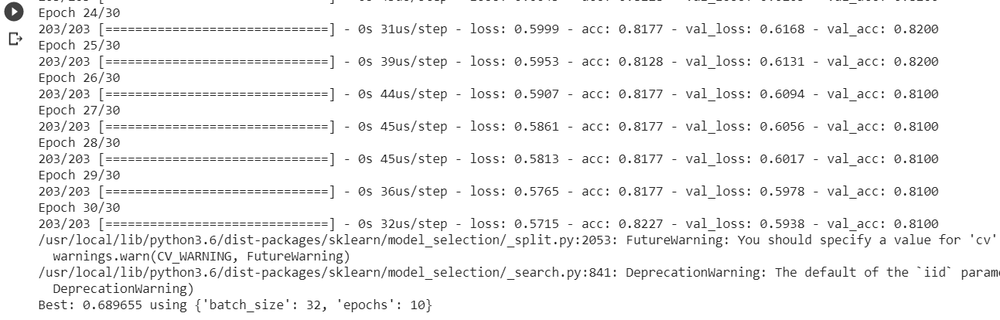 Epoch 24/30
203/203 [==============================] - 0s 31us/step - loss: 0.5999 - acc: 0.8177 - val_loss: 0.6168 - val_acc: 0.8200
Epoch 25/30
203/203 [==============================] - 0s 39us/step - loss: 0.5953 - acc: 0.8128 - val_loss: 0.6131 - val_acc: 0.8200
Epoch 26/30
203/203 [==============================] - 0s 44us/step - loss: 0.5907 - acc: 0.8177 - val_loss: 0.6094 - val_acc: 0.8100
Epoch 27/30
203/203 [==============================] - 0s 45us/step - loss: 0.5861 - acc: 0.8177 - val_loss: 0.6056 - val_acc: 0.8100
Epoch 28/30
203/203 [==============================] - 0s 45us/step - loss: 0.5813 - acc: 0.8177 - val_loss: 0.6017 - val_acc: 0.8100
Epoch 29/30
203/203 [==============================] - 0s 36us/step - loss: 0.5765 - acc: 0.8177 - val_loss: 0.5978 - val_acc: 0.8100
Epoch 30/30
203/203 [==============================] - 0s 32us/step - loss: 0.5715 - acc: 0.8227 - val_loss: 0.5938 - val_acc: 0.8100
/usr/local/lib/python3.6/dist-packages/sklearn/model_selection/_split.py:2053: FutureWarning: You should specify a value for 'cv'
  warnings.warn(CV_WARNING, FutureWarning)
/usr/local/lib/python3.6/dist-packages/sklearn/model_selection/_search.py:841: DeprecationWarning: The default of the `iid` param
  DeprecationWarning)
Best: 0.689655 using {'batch_size': 32, 'epochs': 10}